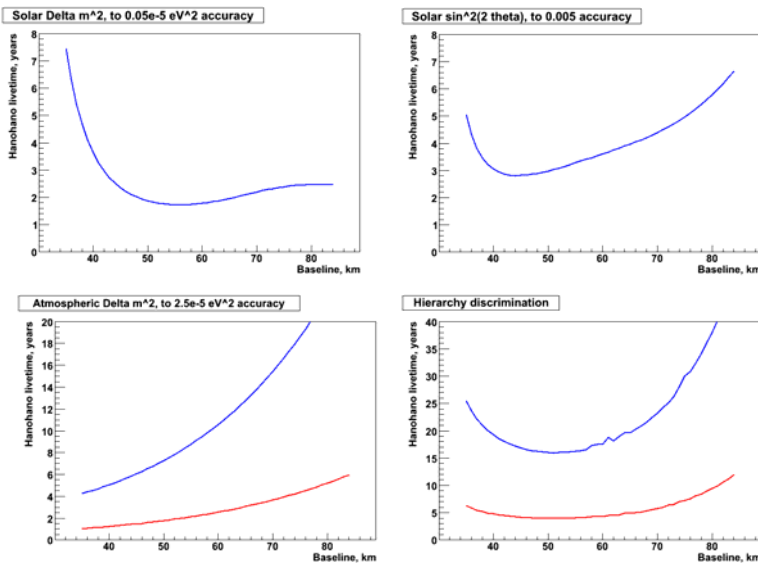 Solar Delta m^2, to 0.05e-5 eV^2 accuracy
Hanohano livetime, years
8
7
6
5
4
3
2
1
0
40 50 60 70 80
Baseline, km
Solar sin^2(2 theta), to 0.005 accuracy
Hanohano livetime, years
8
7
6
5
4
3
2
1
0
40 50 60 70 80
Baseline, km
Atmospheric Delta m^2, to 2.5e-5 eV^2 accuracy
Hanohano livetime, years
20
18
16
14
12
10
8
6
4
2
0
40 50 60 70 80
Baseline, km
Hierarchy discrimination
Hanohano livetime, years
40
35
30
25
20
15
10
5
0
40 50 60 70 80
Baseline, km